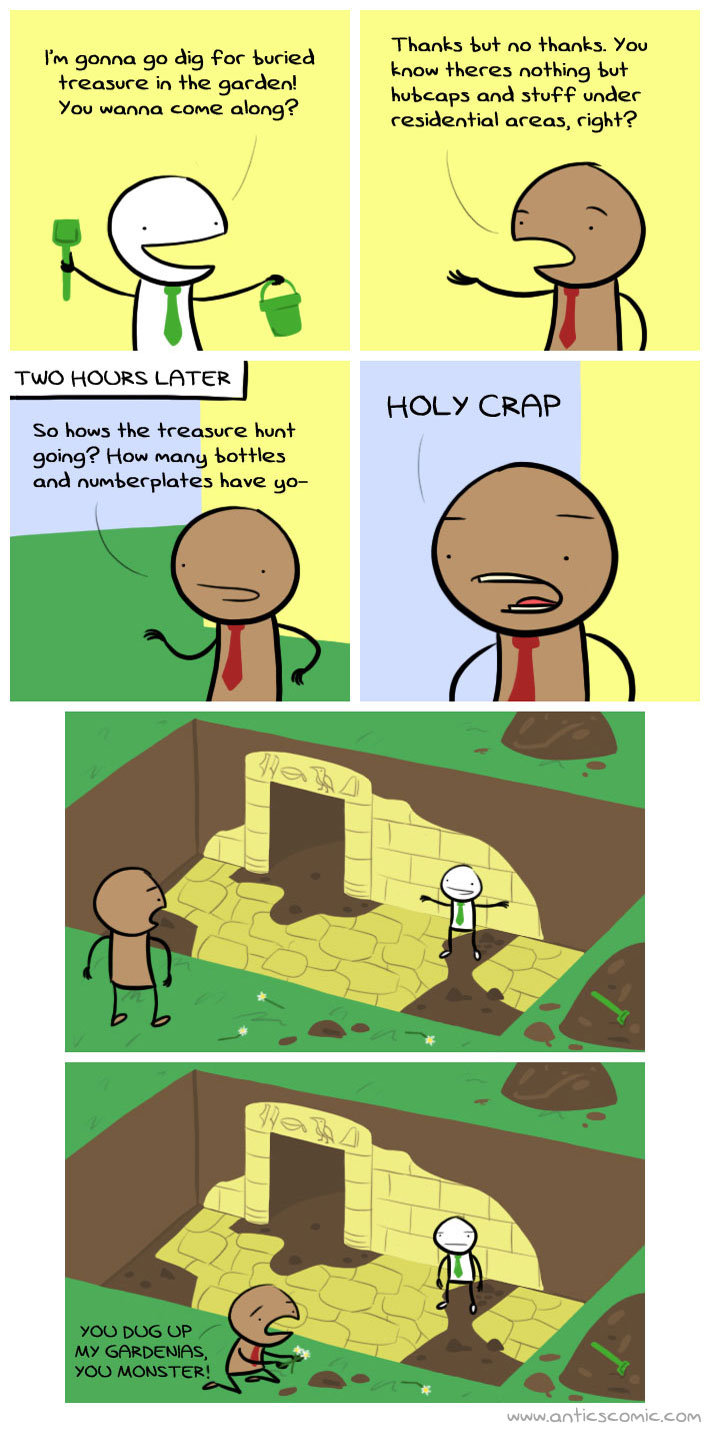 I'm gonna go dig for buried
treasure in the garden!
You wanna come along?
Thanks but no thanks. You
know theres nothing but
hubcaps and stuff under
residential areas, right?
TWO HOURS LATER
So hows the treasure hunt
going? How many bottles
and numberplates have yo-
HOLY CRAP
YOU DUG UP
MY GARDENIAS,
YOU MONSTER!
www.anticscomic.com